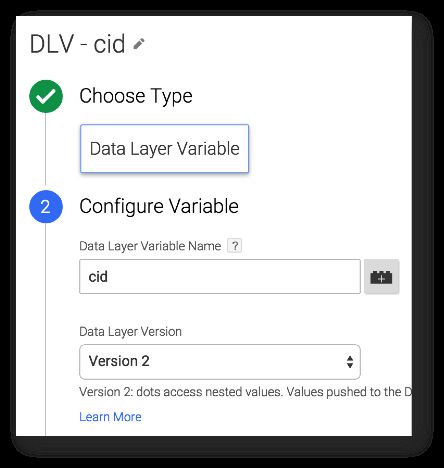 DLV - cid
Choose Type
Data Layer Variable
2 Configure Variable
Data Layer Variable Name ?
cid
Data Layer Version
Version 2
Version 2: dots access nested values. Values pushed to the D
Learn More